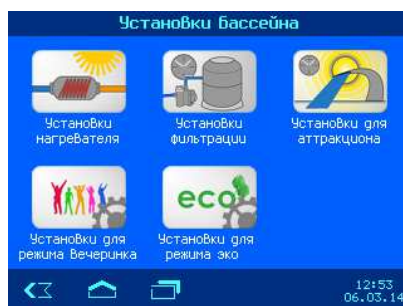 Установки бассейна
Установки
нагревателя
Установки
фильтрации
Установки для
аттракциона
eco
Установки для
режима Вечеринка
Установки для
режима эко
12:53
06.03.14